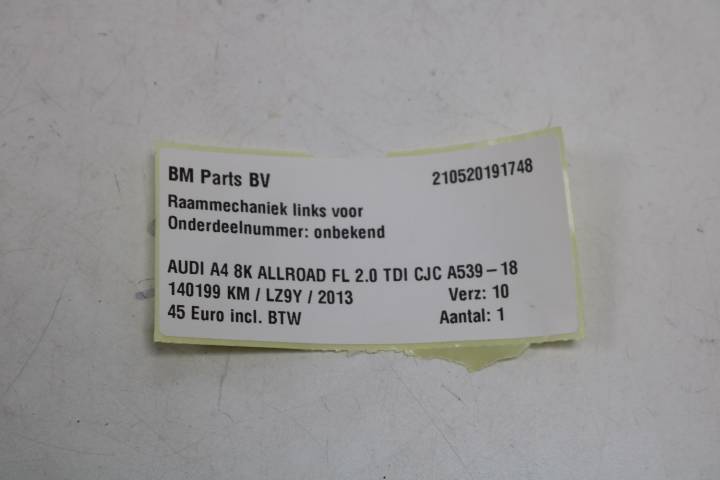 BM Parts BV 210520191748
Raammechaniek links voor
Onderdeelnummer: onbekend
AUDI A4 8K ALLROAD FL 2.0 TDI CJC A539-18
140199 KM / LZ9Y / 2013 Verz: 10
45 Euro incl. BTW Aantal: 1